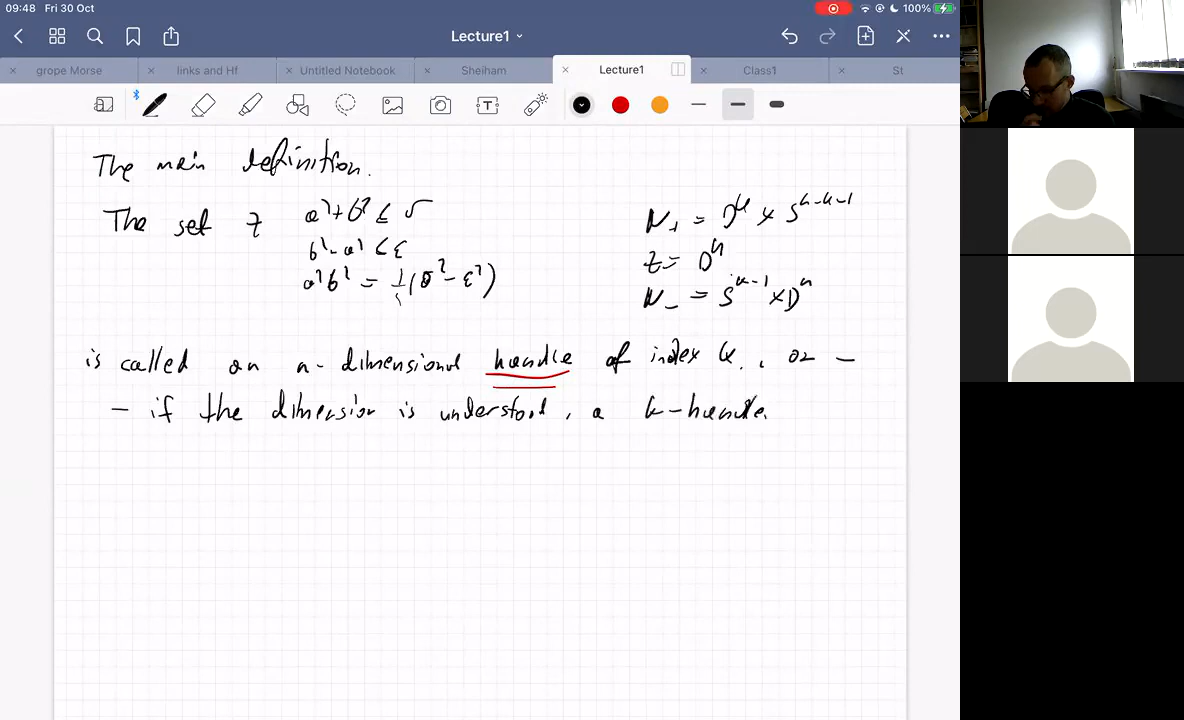 09:48 Fri 30 Oct
100%
Lecture1
grope Morse
links and Hf
Untitled Notebook
Sheiham
Lecture1
Class1
St
The main definition.
The set Z a²+b² ≤ δ
b²-a² ≤ ε
a²b² = (δ²-ε²)
N₊ = Dᵏ × Sⁿ⁻ᵏ⁻¹
Z = Dⁿ
N₋ = Sᵏ⁻¹ × Dⁿ
is called an n-dimensional handle of index k, or –
– if the dimension is understood, a k-handle.